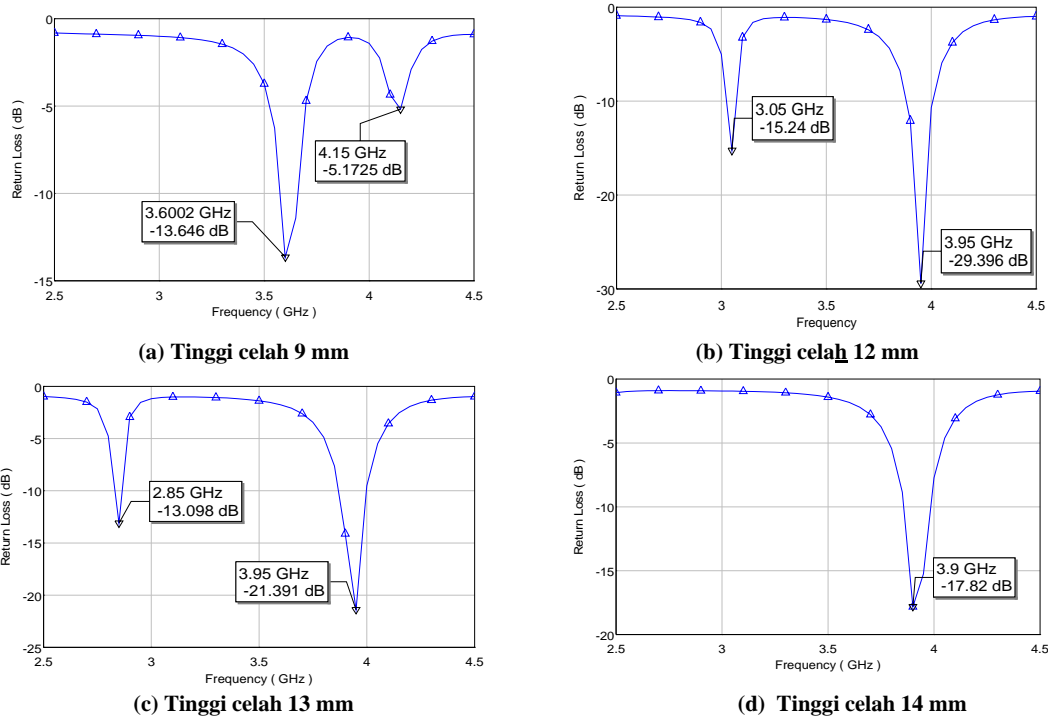 0
-5
-10
-15
Return Loss ( dB )
4.15 GHz
-5.1725 dB
3.6002 GHz
-13.646 dB
2.5 3 3.5 4 4.5
Frequency ( GHz )
(a) Tinggi celah 9 mm
0
-10
-20
-30
Return Loss ( dB )
3.05 GHz
-15.24 dB
3.95 GHz
-29.396 dB
2.5 3 3.5 4 4.5
Frequency
(b) Tinggi celah 12 mm
0
-5
-10
-15
-20
-25
Return Loss ( dB )
2.85 GHz
-13.098 dB
3.95 GHz
-21.391 dB
2.5 3 3.5 4 4.5
Frequency ( GHz )
(c) Tinggi celah 13 mm
0
-5
-10
-15
-20
Return Loss ( dB )
3.9 GHz
-17.82 dB
2.5 3 3.5 4 4.5
Frequency ( GHz )
(d) Tinggi celah 14 mm